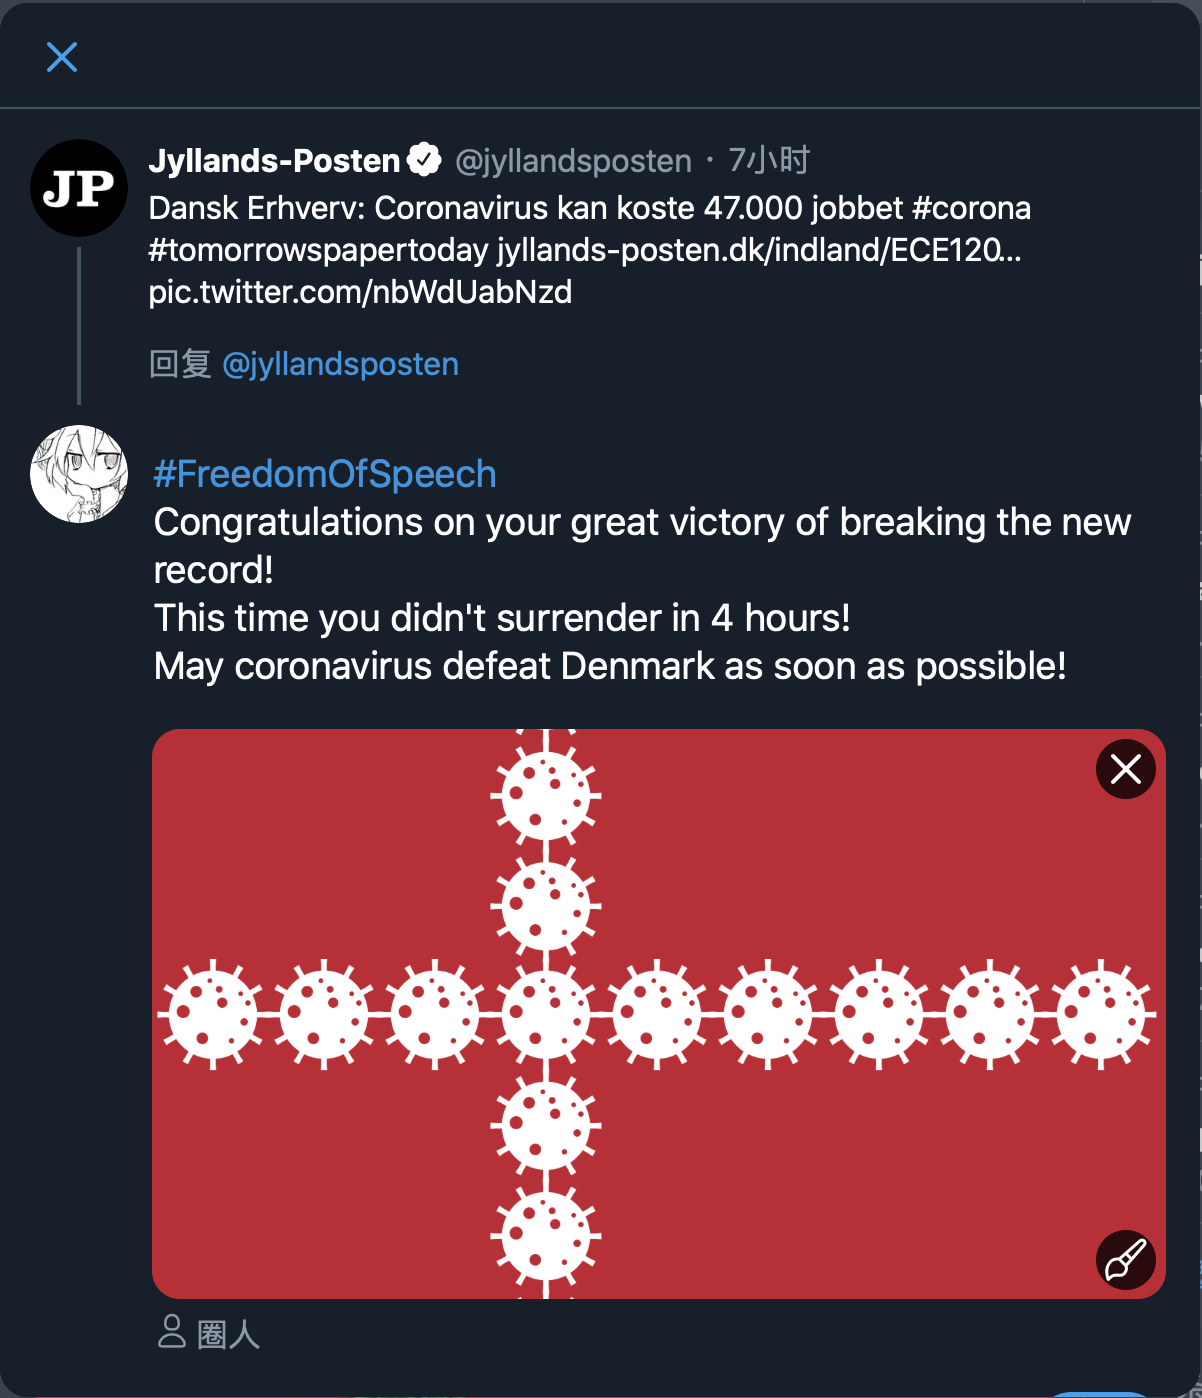 JP
Jyllands-Posten @jyllandsposten · 7小时
Dansk Erhverv: Coronavirus kan koste 47.000 jobbet #corona
#tomorrowspapertoday jyllands-posten.dk/indland/ECE120…
pic.twitter.com/nbWdUabNzd
回复 @jyllandsposten
#FreedomOfSpeech
Congratulations on your great victory of breaking the new
record!
This time you didn't surrender in 4 hours!
May coronavirus defeat Denmark as soon as possible!
圈人